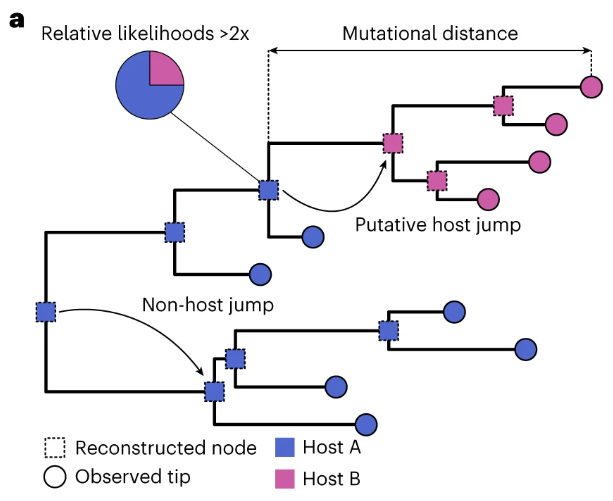 a
Relative likelihoods >2x
Mutational distance
Putative host jump
Non-host jump
Reconstructed node
Host A
Observed tip
Host B